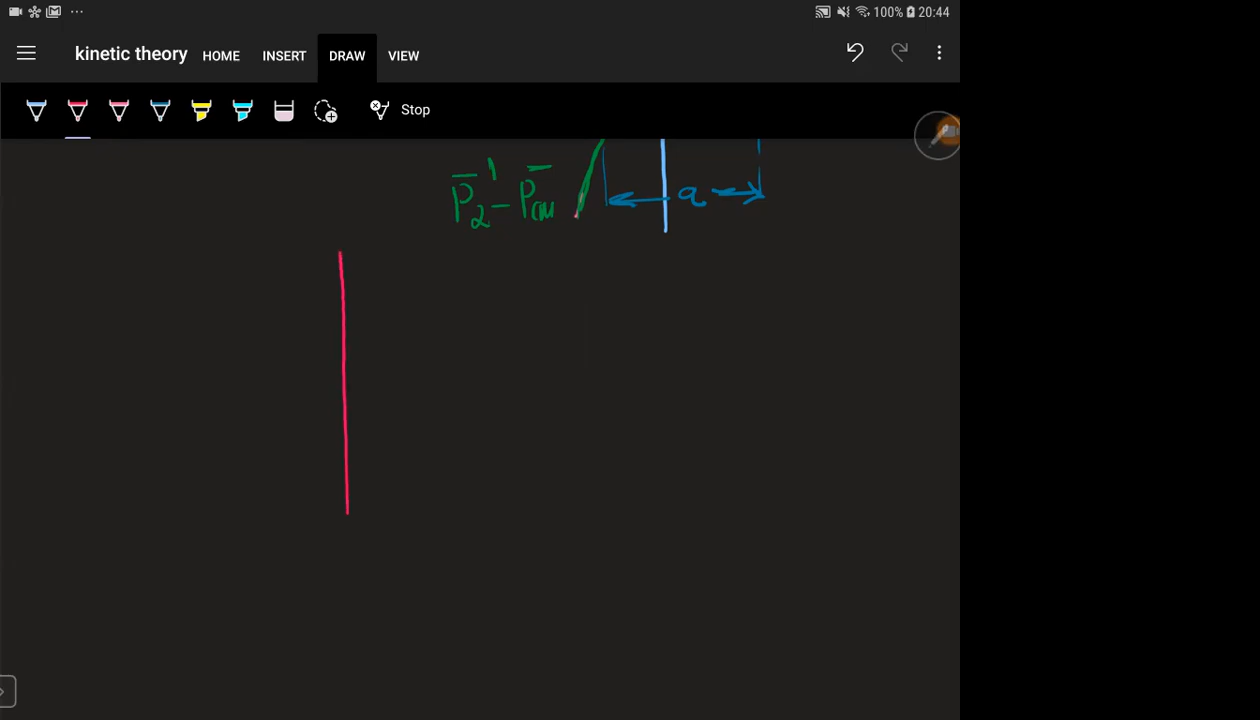 100% 20:44
kinetic theory HOME INSERT DRAW VIEW
Stop
P̅₂' - P̅cm a